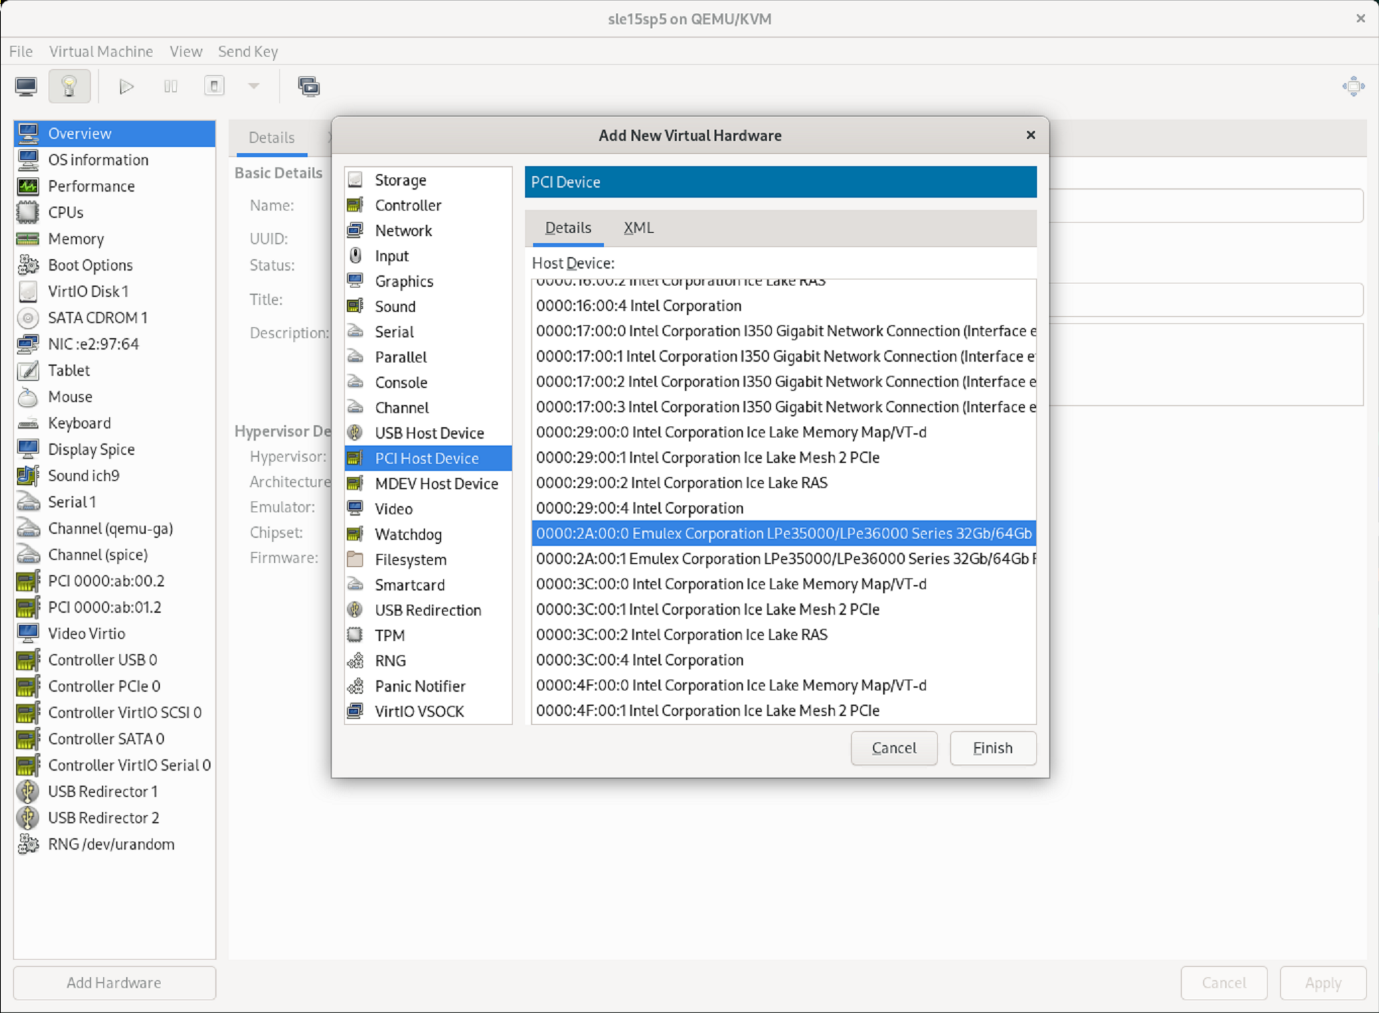 sle15sp5 on QEMU/KVM
File Virtual Machine View Send Key
Overview
OS information
Performance
CPUs
Memory
Boot Options
VirtIO Disk 1
SATA CDROM 1
NIC :e2:97:64
Tablet
Mouse
Keyboard
Display Spice
Sound ich9
Serial 1
Channel (qemu-ga)
Channel (spice)
PCI 0000:ab:00.2
PCI 0000:ab:01.2
Video Virtio
Controller USB 0
Controller PCIe 0
Controller VirtIO SCSI 0
Controller SATA 0
Controller VirtIO Serial 0
USB Redirector 1
USB Redirector 2
RNG /dev/urandom
Add Hardware
Details
Basic Details
Name:
UUID:
Status:
Title:
Description:
Hypervisor De
Hypervisor:
Architecture
Emulator:
Chipset:
Firmware:
Add New Virtual Hardware
Storage
Controller
Network
Input
Graphics
Sound
Serial
Parallel
Console
Channel
USB Host Device
PCI Host Device
MDEV Host Device
Video
Watchdog
Filesystem
Smartcard
USB Redirection
TPM
RNG
Panic Notifier
VirtIO VSOCK
PCI Device
Details XML
Host Device:
0000:16:00:2 Intel Corporation Ice Lake RAS
0000:16:00:4 Intel Corporation
0000:17:00:0 Intel Corporation I350 Gigabit Network Connection (Interface e
0000:17:00:1 Intel Corporation I350 Gigabit Network Connection (Interface e
0000:17:00:2 Intel Corporation I350 Gigabit Network Connection (Interface e
0000:17:00:3 Intel Corporation I350 Gigabit Network Connection (Interface e
0000:29:00:0 Intel Corporation Ice Lake Memory Map/VT-d
0000:29:00:1 Intel Corporation Ice Lake Mesh 2 PCIe
0000:29:00:2 Intel Corporation Ice Lake RAS
0000:29:00:4 Intel Corporation
0000:2A:00:0 Emulex Corporation LPe35000/LPe36000 Series 32Gb/64Gb
0000:2A:00:1 Emulex Corporation LPe35000/LPe36000 Series 32Gb/64Gb F
0000:3C:00:0 Intel Corporation Ice Lake Memory Map/VT-d
0000:3C:00:1 Intel Corporation Ice Lake Mesh 2 PCIe
0000:3C:00:2 Intel Corporation Ice Lake RAS
0000:3C:00:4 Intel Corporation
0000:4F:00:0 Intel Corporation Ice Lake Memory Map/VT-d
0000:4F:00:1 Intel Corporation Ice Lake Mesh 2 PCIe
Cancel Finish
Cancel Apply